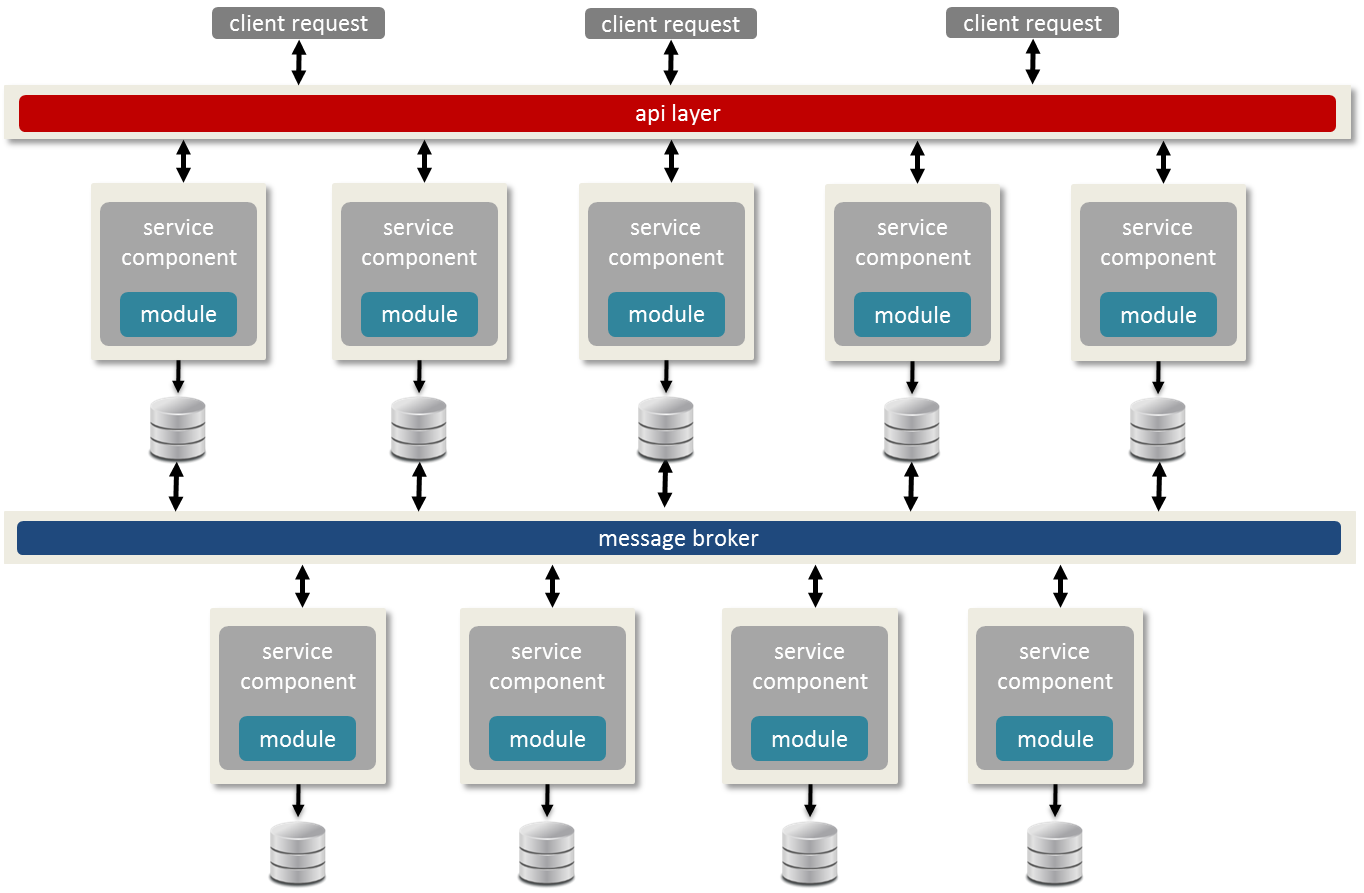 client request
client request
client request
api layer
service
component
module
service
component
module
service
component
module
service
component
module
service
component
module
message broker
service
component
module
service
component
module
service
component
module
service
component
module